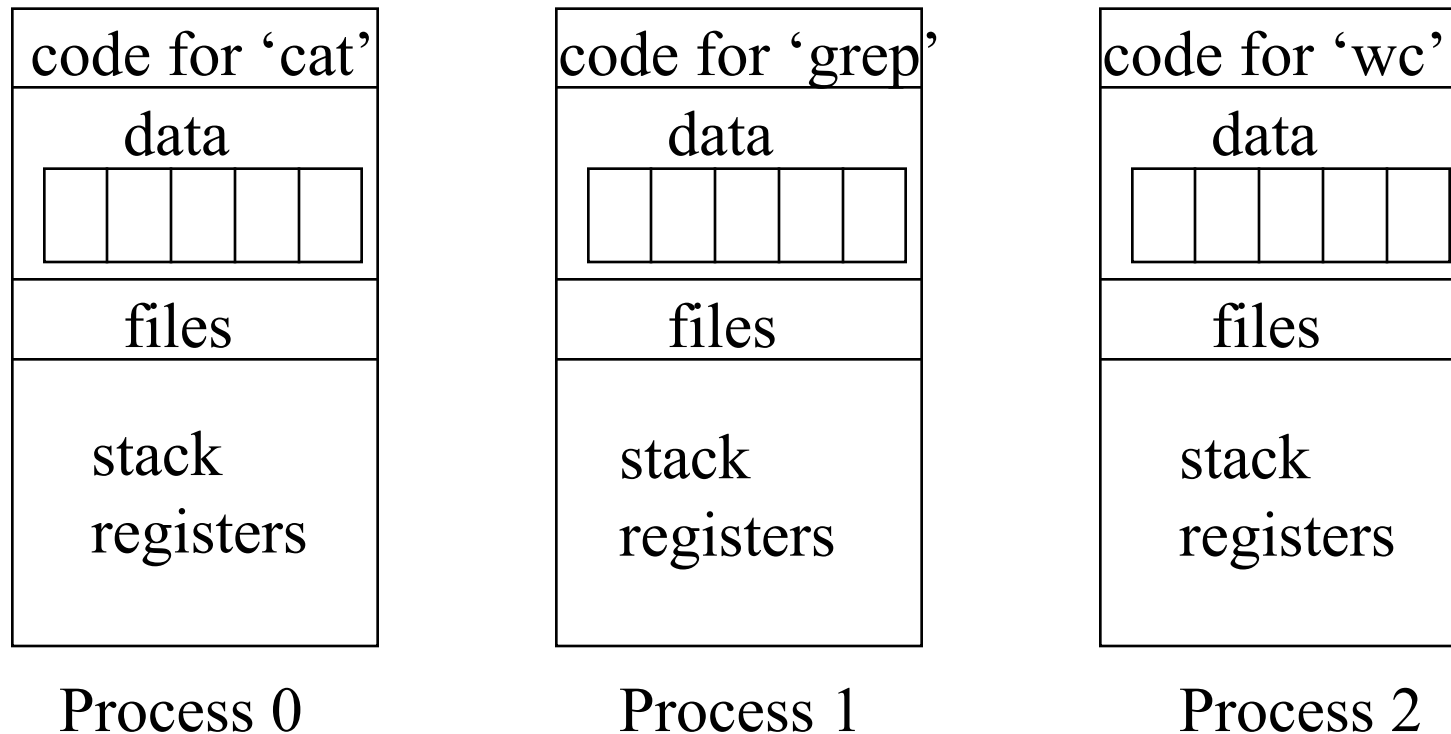 code for ‘cat’
data
files
stack
registers
Process 0
code for ‘grep’
data
files
stack
registers
Process 1
code for ‘wc’
data
files
stack
registers
Process 2